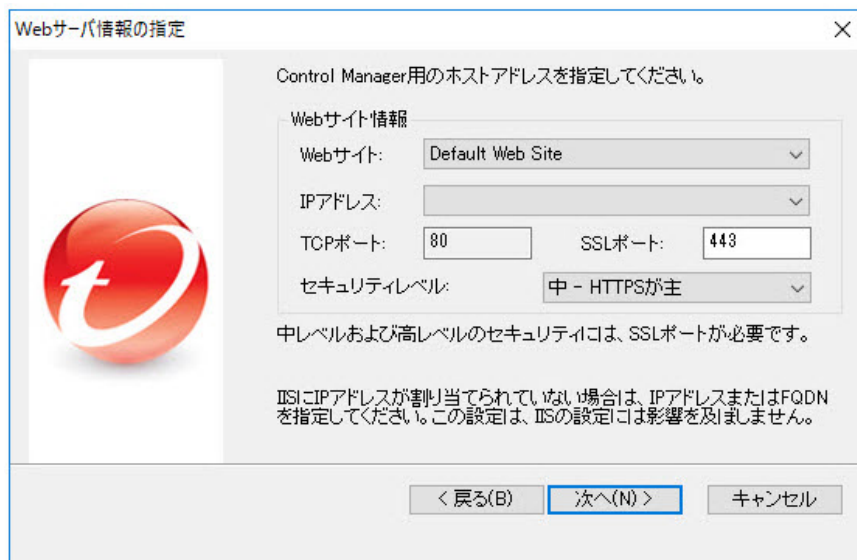 Webサーバ情報の指定
Control Manager用のホストアドレスを指定してください。
Webサイト情報
Webサイト: Default Web Site
IPアドレス:
TCPポート: 80 SSLポート: 443
セキュリティレベル: 中 - HTTPSが主
中レベルおよび高レベルのセキュリティには、SSLポートが必要です。
IISにIPアドレスが割り当てられていない場合は、IPアドレスまたはFQDN
を指定してください。この設定は、IISの設定には影響を及ぼしません。
< 戻る(B) 次へ(N) > キャンセル